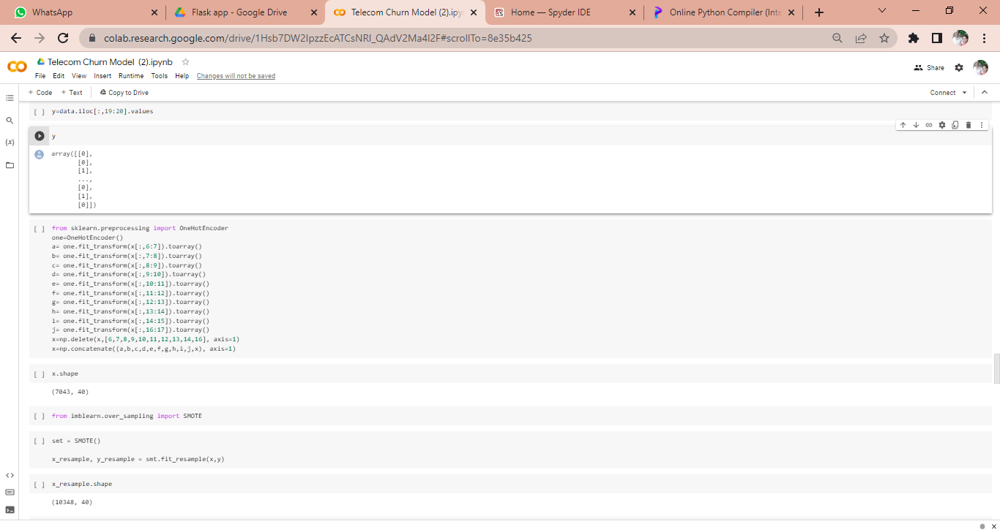 WhatsApp
Flask app - Google Drive
Telecom Churn Model (2).ipy
Home — Spyder IDE
Online Python Compiler (Inte
colab.research.google.com/drive/1Hsb7DW2IpzzEcATCsNRI_QAdV2Ma4I2F#scrollTo=8e35b425
Telecom Churn Model (2).ipynb
File Edit View Insert Runtime Tools Help Changes will not be saved
Share
+ Code + Text Copy to Drive
Connect
[ ] y=data.iloc[:,19:20].values
y
array([[0],
[0],
[1],
...,
[0],
[1],
[0]])
[ ] from sklearn.preprocessing import OneHotEncoder
one=OneHotEncoder()
a= one.fit_transform(x[:,6:7]).toarray()
b= one.fit_transform(x[:,7:8]).toarray()
c= one.fit_transform(x[:,8:9]).toarray()
d= one.fit_transform(x[:,9:10]).toarray()
e= one.fit_transform(x[:,10:11]).toarray()
f= one.fit_transform(x[:,11:12]).toarray()
g= one.fit_transform(x[:,12:13]).toarray()
h= one.fit_transform(x[:,13:14]).toarray()
i= one.fit_transform(x[:,14:15]).toarray()
j= one.fit_transform(x[:,16:17]).toarray()
x=np.delete(x,[6,7,8,9,10,11,12,13,14,16], axis=1)
x=np.concatenate((a,b,c,d,e,f,g,h,i,j,x), axis=1)
[ ] x.shape
(7043, 40)
[ ] from imblearn.over_sampling import SMOTE
[ ] smt = SMOTE()
x_resample, y_resample = smt.fit_resample(x,y)
[ ] x_resample.shape
(10348, 40)